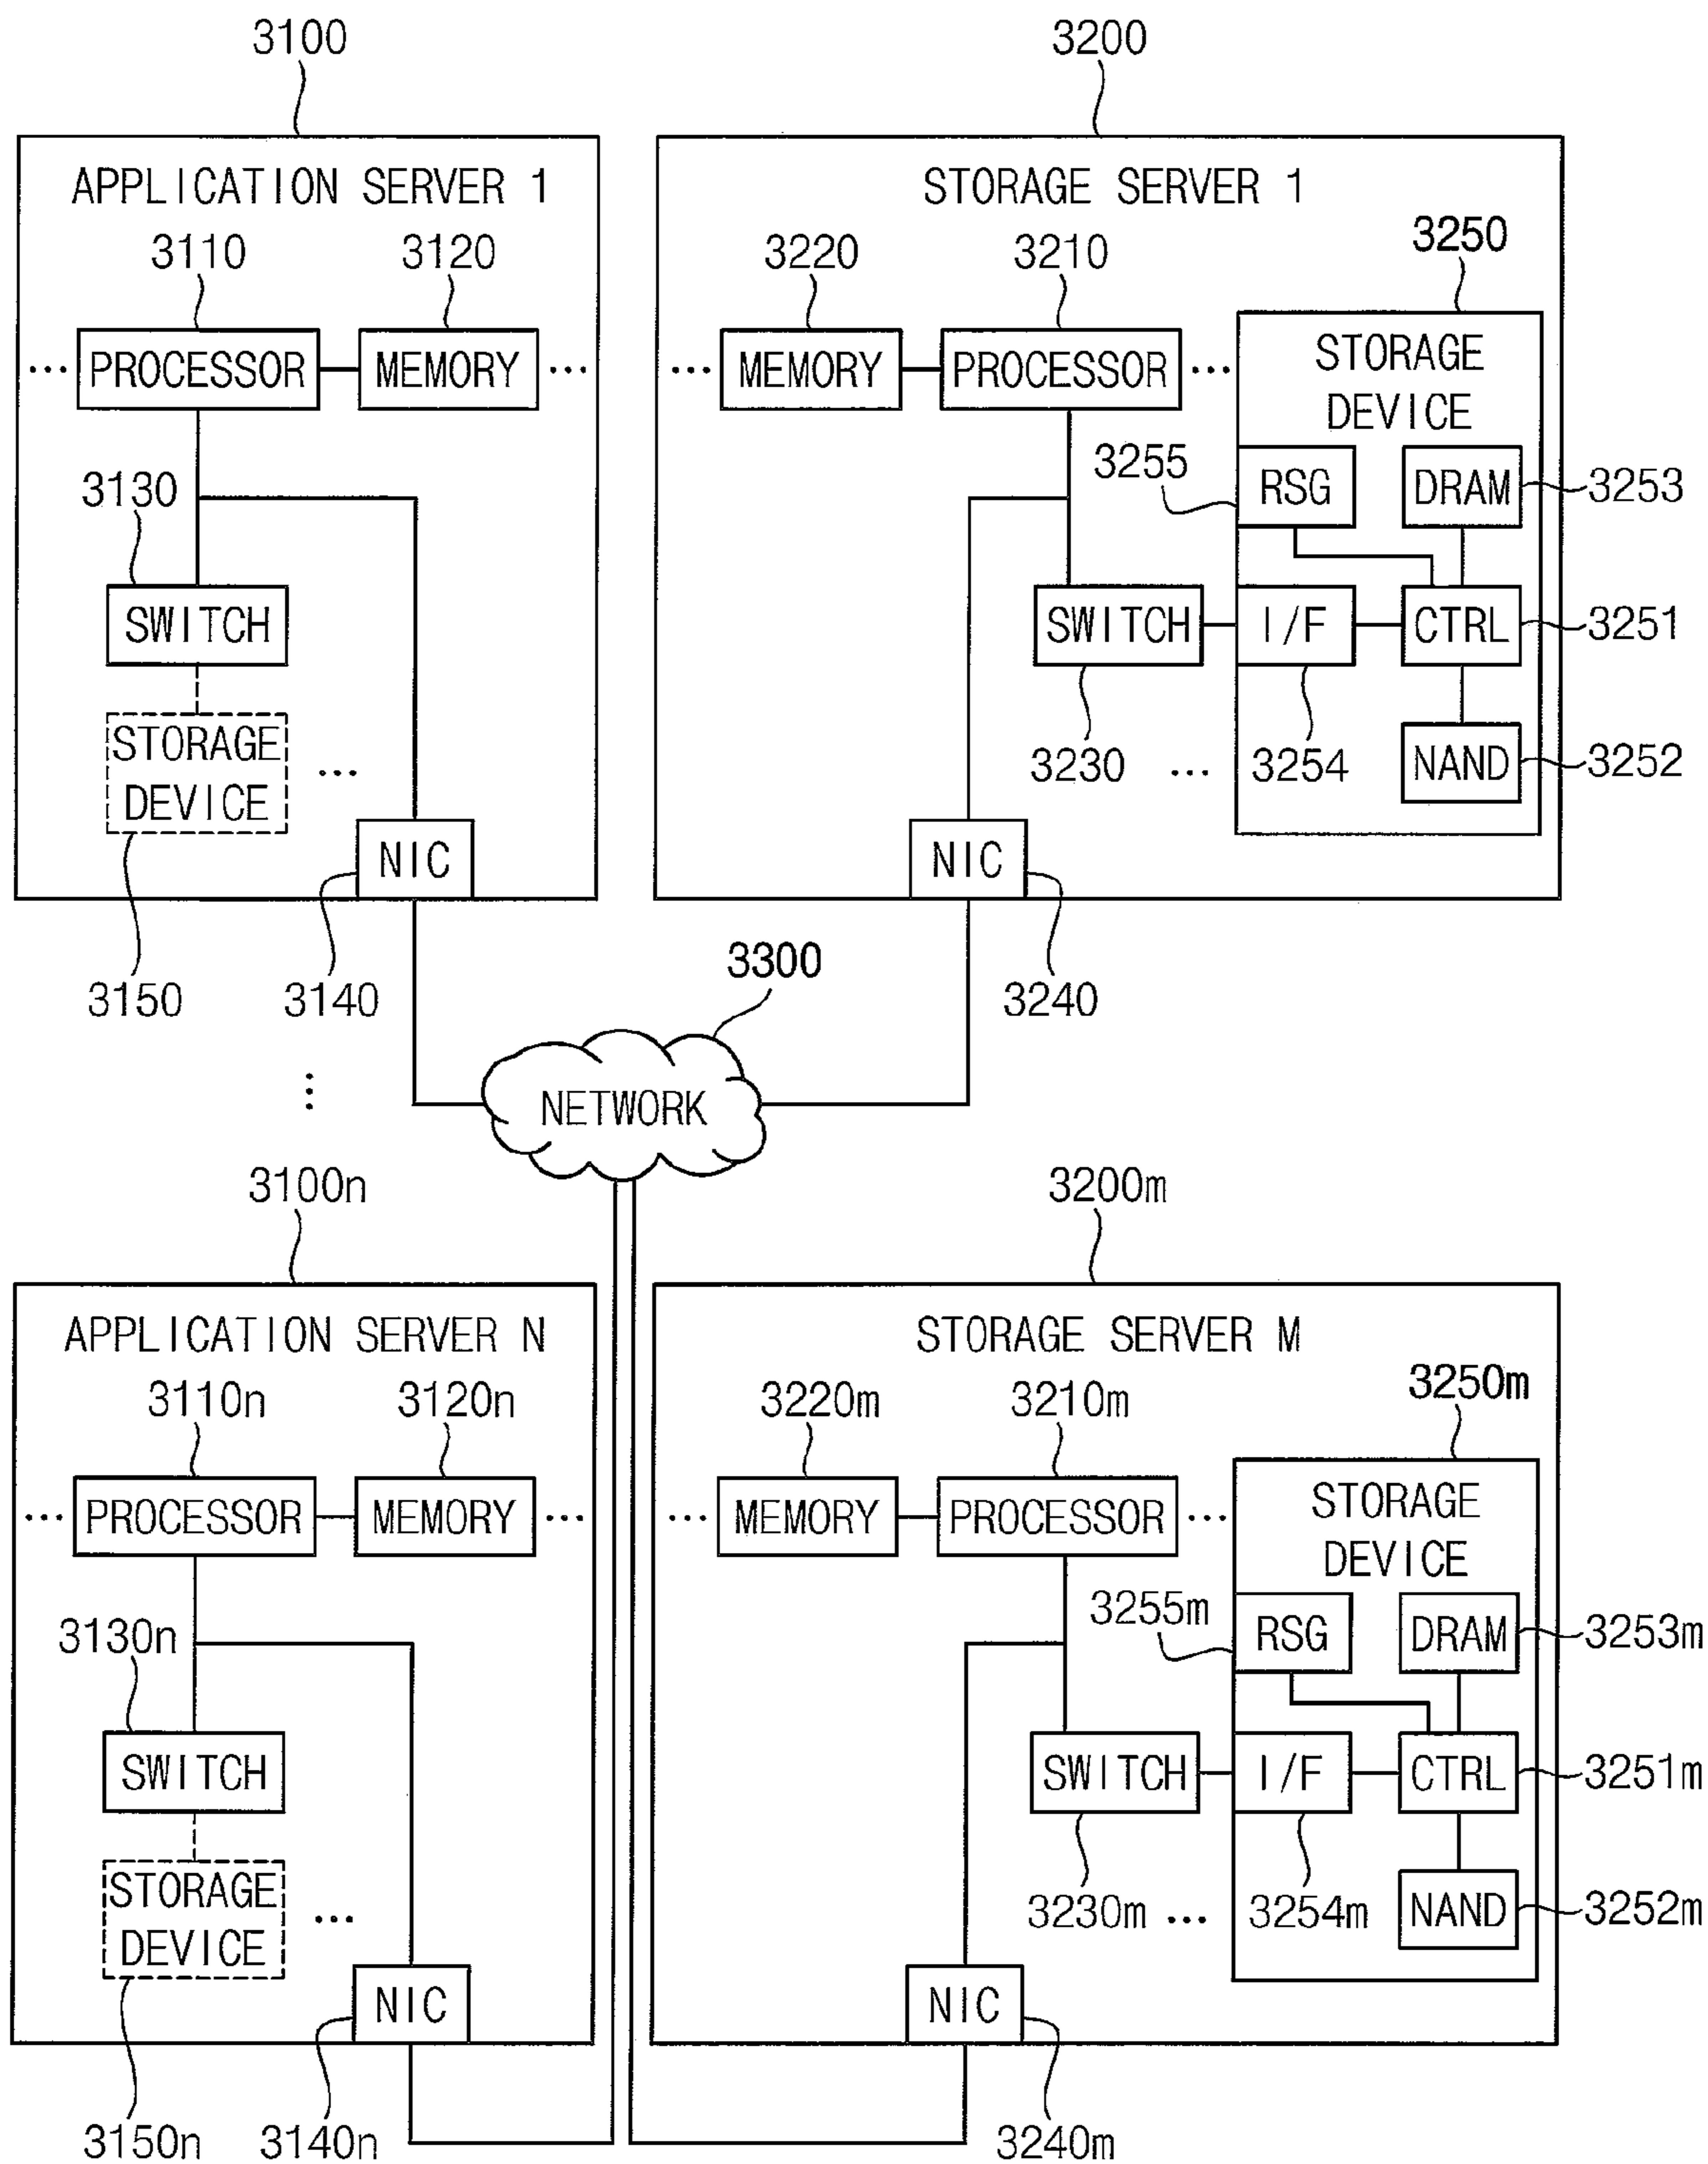 3100
3200
APPLICATION SERVER 1
STORAGE SERVER 1
3110
3120
3220
3210
3250
... PROCESSOR
MEMORY ...
... MEMORY
PROCESSOR ...
STORAGE
DEVICE
3130
3255
RSG
DRAM
3253
SWITCH
SWITCH
I/F
CTRL
3251
STORAGE
DEVICE
...
3230
...
3254
NAND
3252
NIC
NIC
3150
3140
3300
3240
...
NETWORK
3100n
3200m
APPLICATION SERVER N
STORAGE SERVER M
3110n
3120n
3220m
3210m
3250m
... PROCESSOR
MEMORY ...
... MEMORY
PROCESSOR ...
STORAGE
DEVICE
3130n
3255m
RSG
DRAM
3253m
SWITCH
SWITCH
I/F
CTRL
3251m
STORAGE
DEVICE
...
3230m
...
3254m
NAND
3252m
NIC
NIC
3150n
3140n
3240m